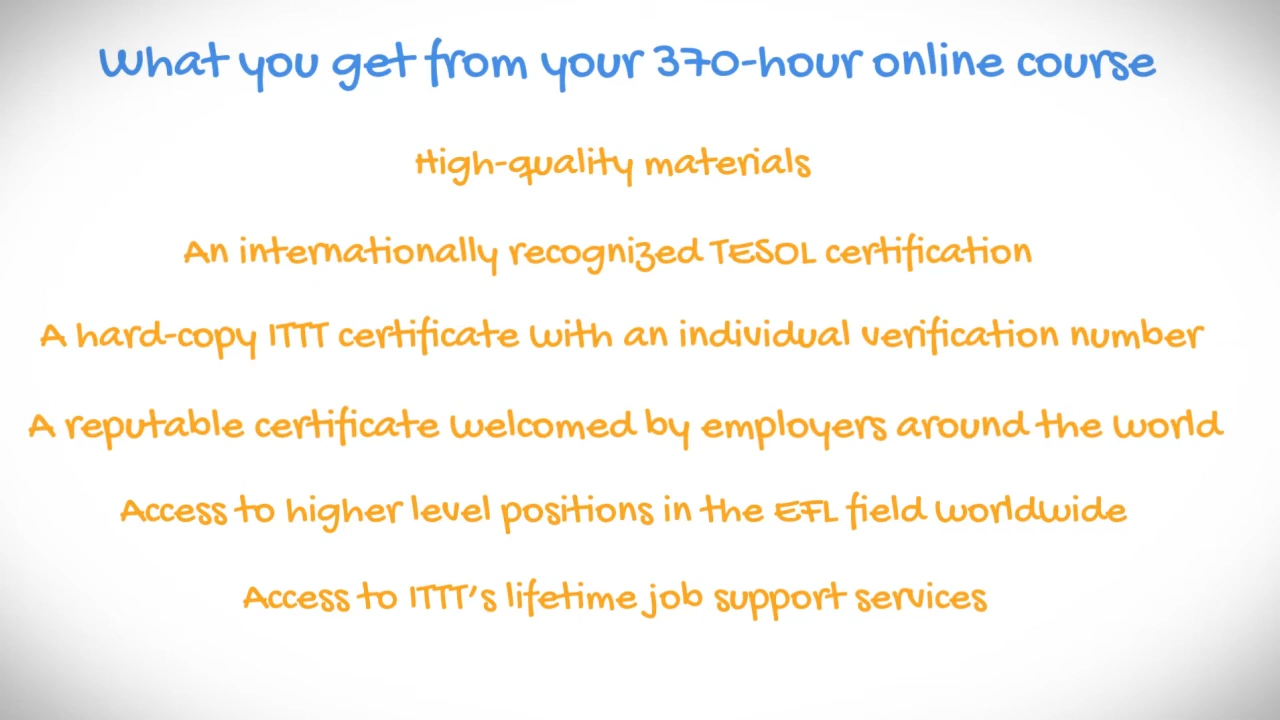 What you get from your 370-hour online course
High-quality materials
An internationally recognized TESOL certification
A hard-copy ITTT certificate with an individual verification number
A reputable certificate welcomed by employers around the world
Access to higher level positions in the EFL field worldwide
Access to ITTT's lifetime job support services